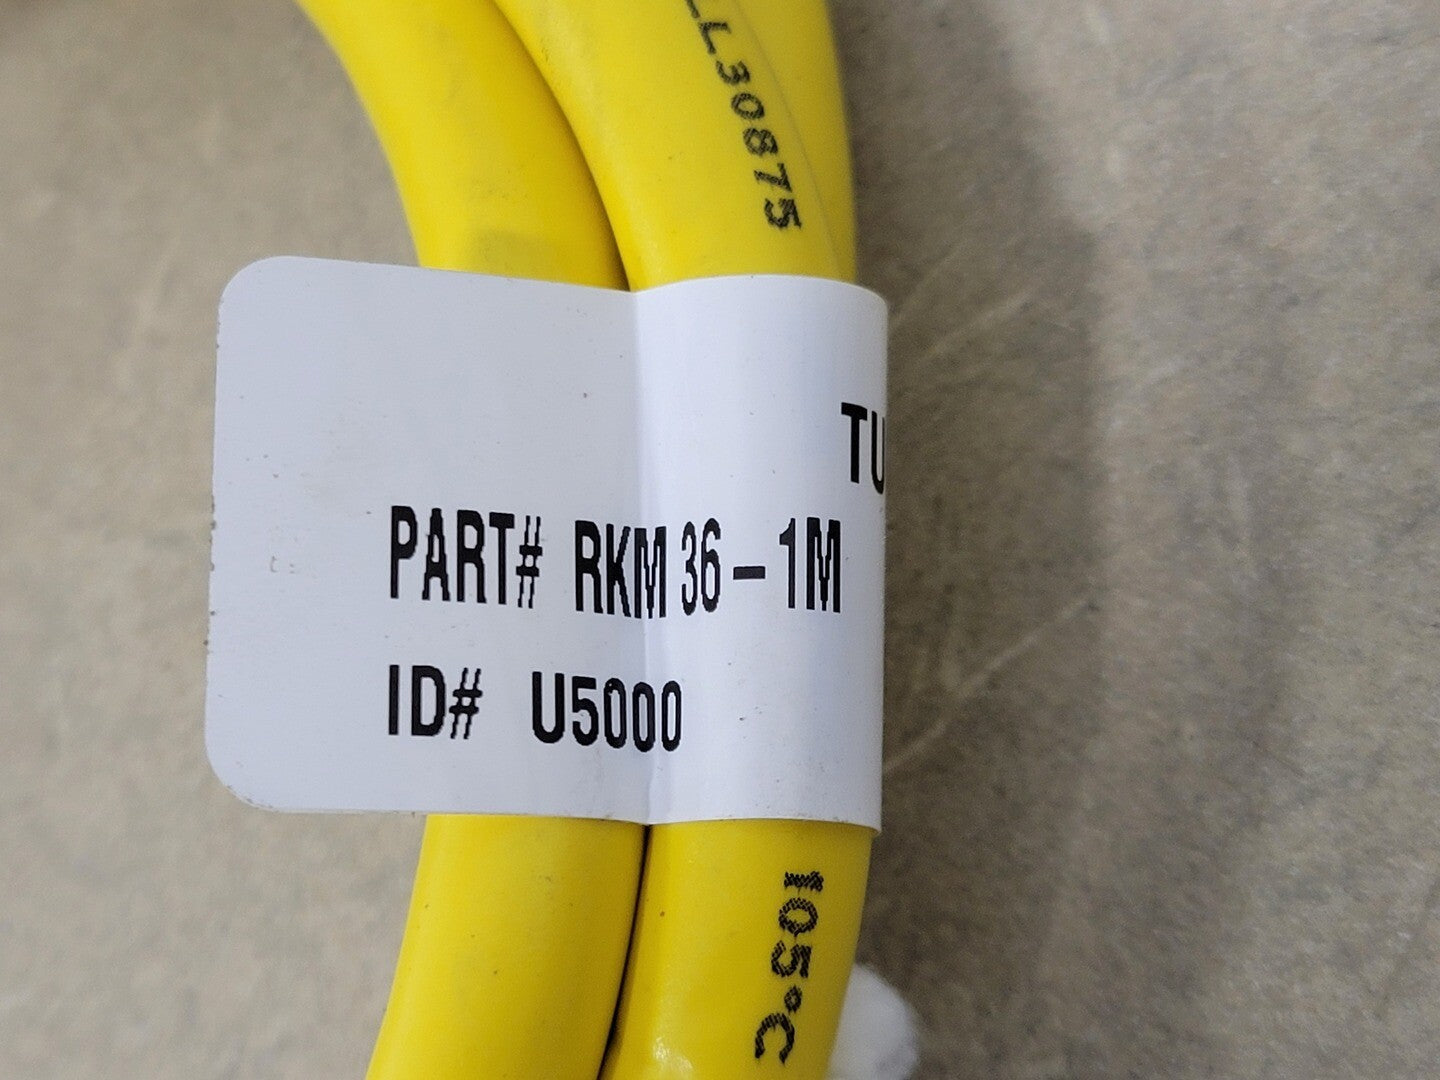 LL30875
TU
PART# RKM 36-1M
ID# U5000
105°C